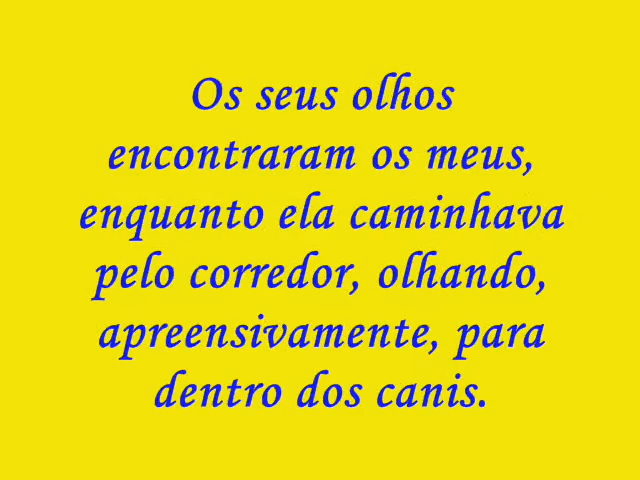 Os seus olhos
encontraram os meus,
enquanto ela caminhava
pelo corredor, olhando,
apreensivamente, para
dentro dos canis.